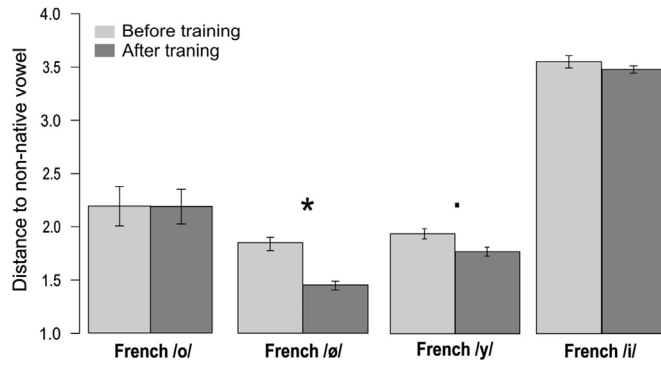 4.0
3.5
3.0
2.5
2.0
1.5
1.0
Distance to non-native vowel
Before training
After traning
*
.
French /o/
French /ø/
French /y/
French /i/